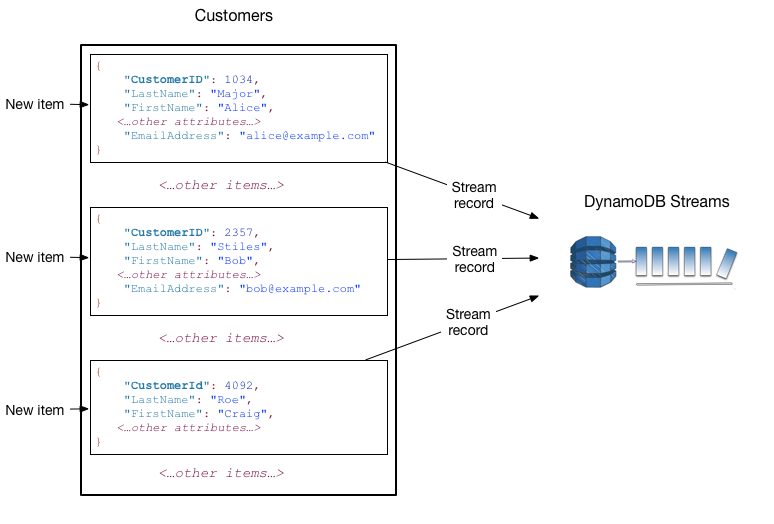 Customers
New item
{
"CustomerID": 1034,
"LastName": "Major",
"FirstName": "Alice",
<…other attributes…>
"EmailAddress": "alice@example.com"
}
<…other items…>
New item
{
"CustomerID": 2357,
"LastName": "Stiles",
"FirstName": "Bob",
<…other attributes…>
"EmailAddress": "bob@example.com"
}
<…other items…>
New item
{
"CustomerId": 4092,
"LastName": "Roe",
"FirstName": "Craig",
<…other attributes…>
}
<…other items…>
Stream
record
Stream
record
Stream
record
DynamoDB Streams